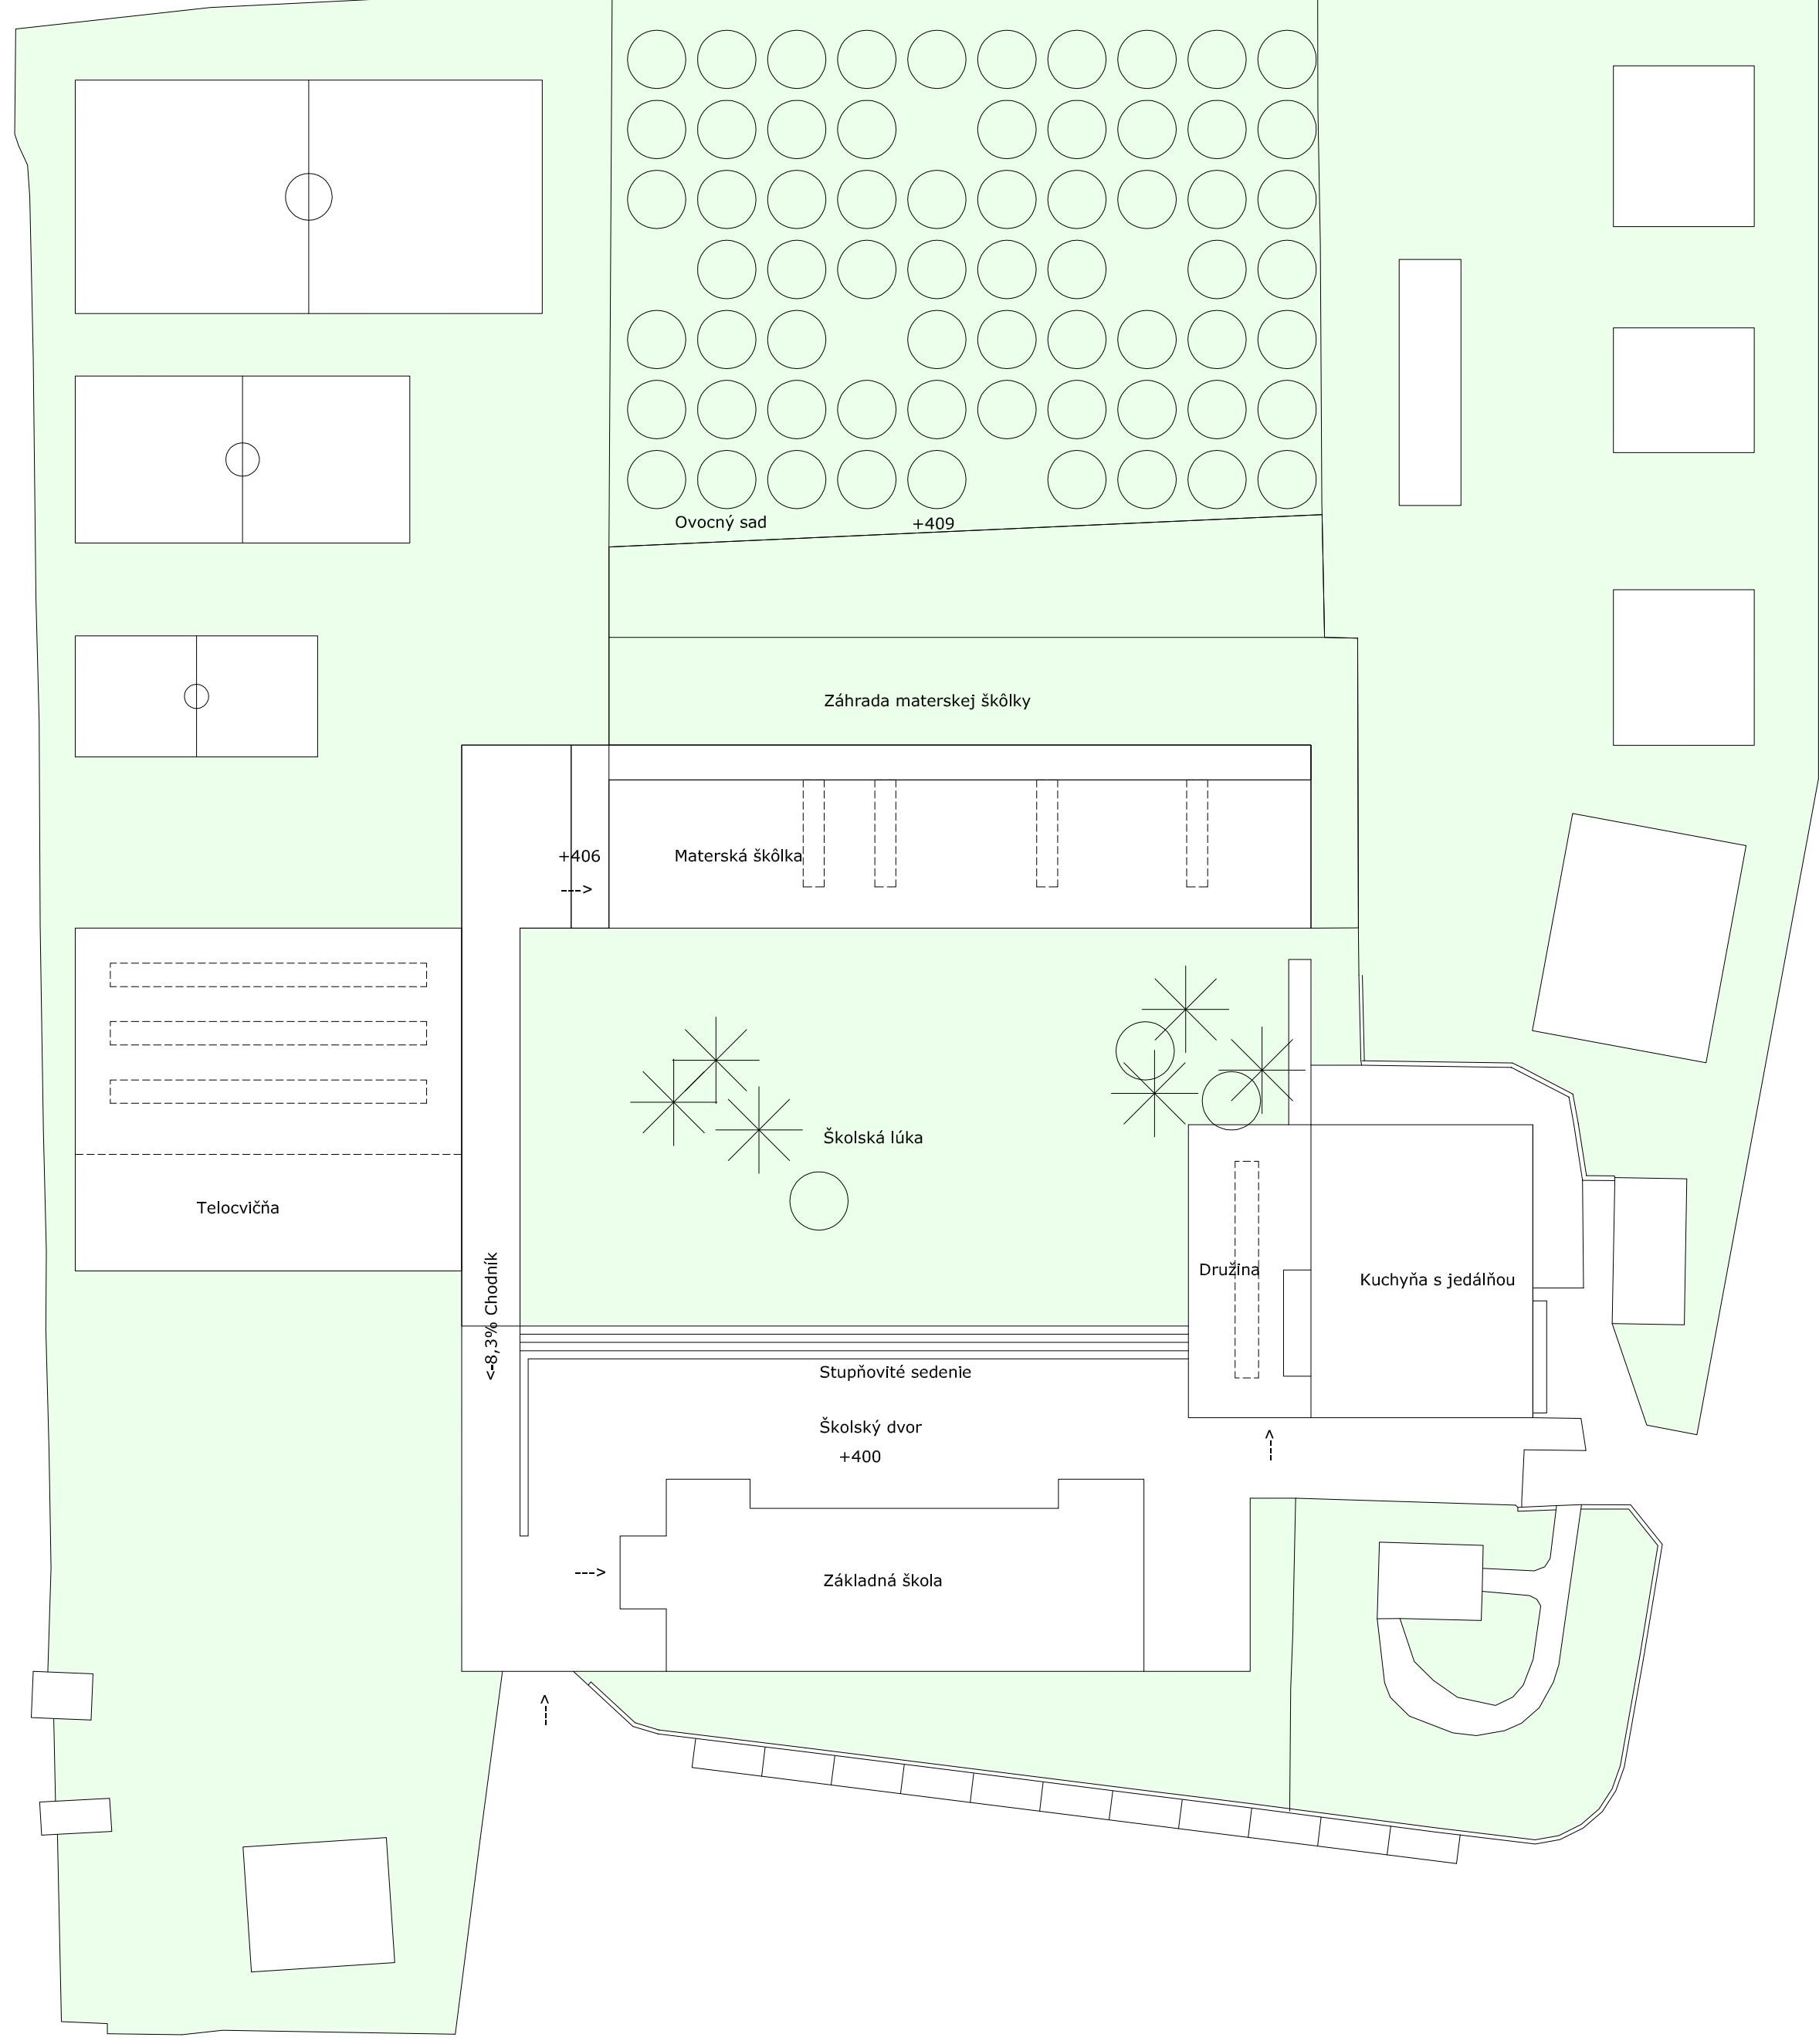 Ovocný sad
+409
Záhrada materskej škôlky
+406
Materská škôlka
--->
Školská lúka
Telocvičňa
Družina
Kuchyňa s jedálňou
<-8,3% Chodník
Stupňovité sedenie
Školský dvor
+400
--->
--->
Základná škola
--->